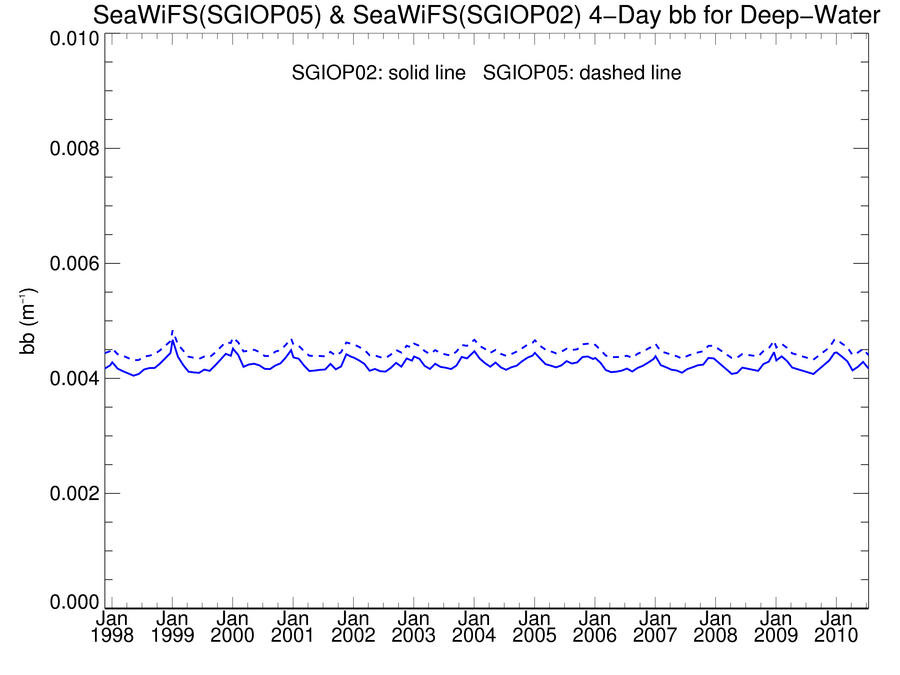 SeaWiFS(SGIOP05) & SeaWiFS(SGIOP02) 4−Day bb for Deep−Water
SGIOP02: solid line SGIOP05: dashed line
0.010
0.008
0.006
0.004
0.002
0.000
bb (m⁻¹)
Jan Jan Jan Jan Jan Jan Jan Jan Jan Jan Jan Jan Jan
1998 1999 2000 2001 2002 2003 2004 2005 2006 2007 2008 2009 2010